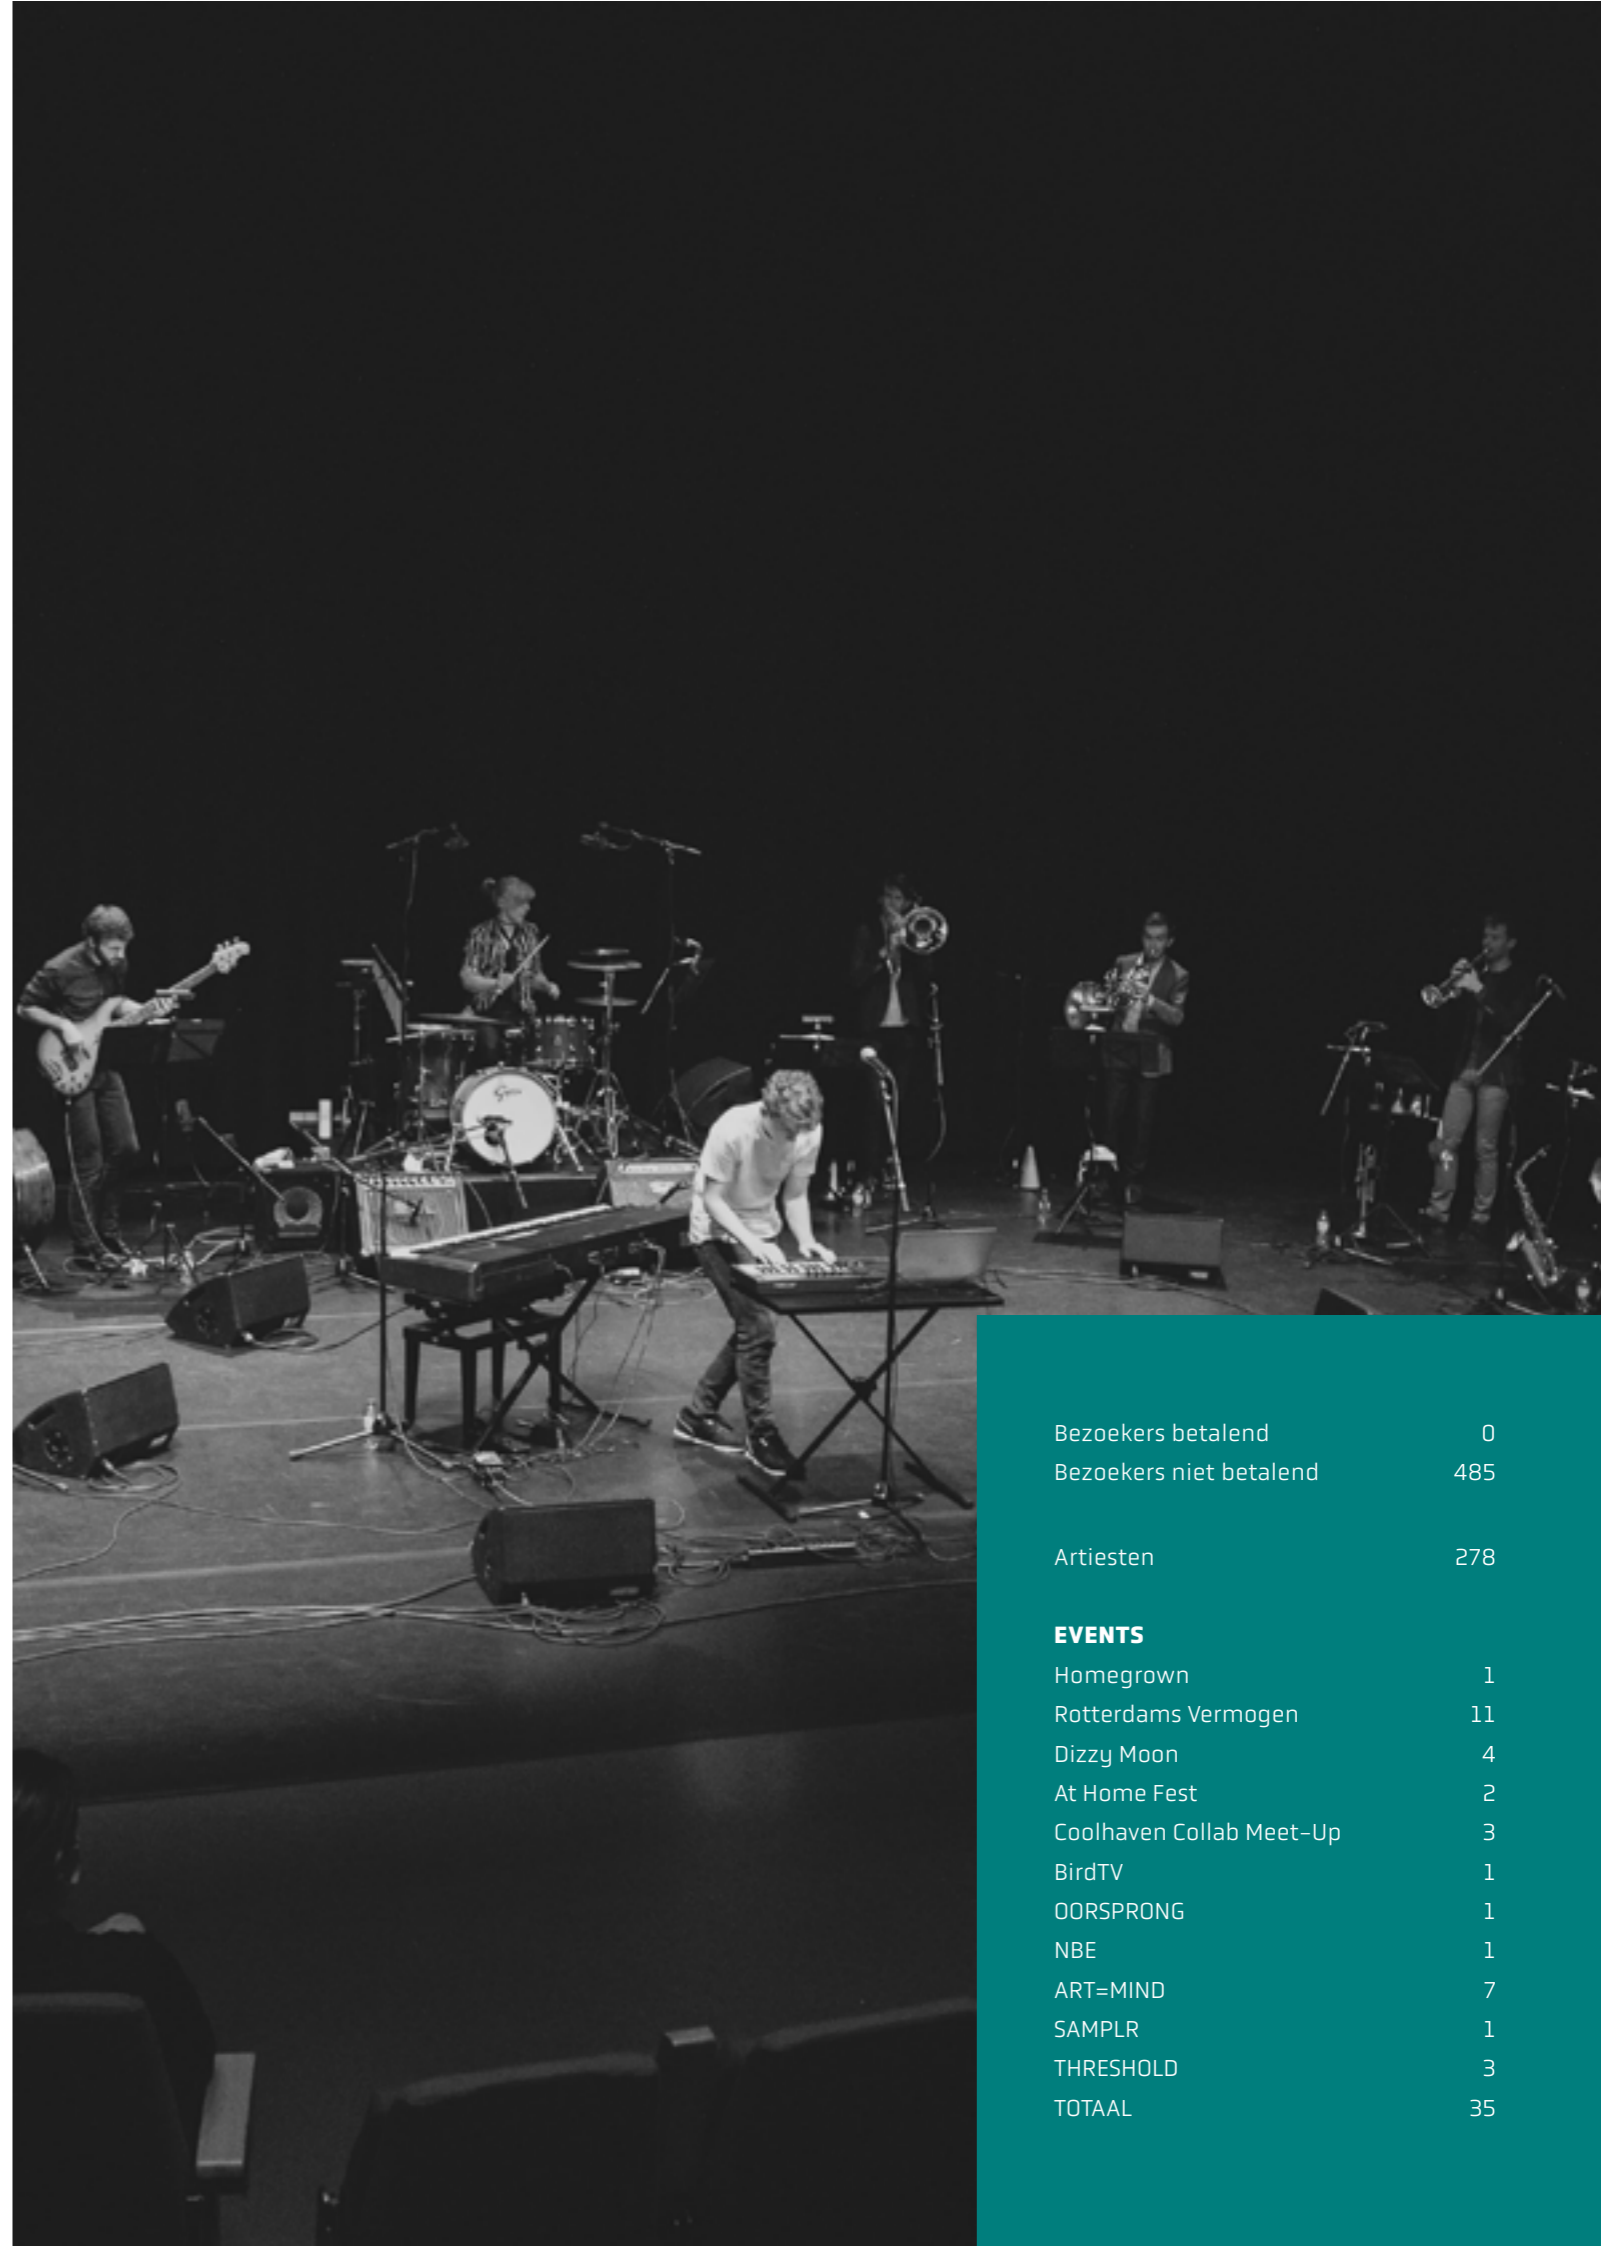 Bezoekers betalend 0
Bezoekers niet betalend 485
Artiesten 278
EVENTS
Homegrown 1
Rotterdams Vermogen 11
Dizzy Moon 4
At Home Fest 2
Coolhaven Collab Meet-Up 3
BirdTV 1
OORSPRONG 1
NBE 1
ART=MIND 7
SAMPLR 1
THRESHOLD 3
TOTAAL 35